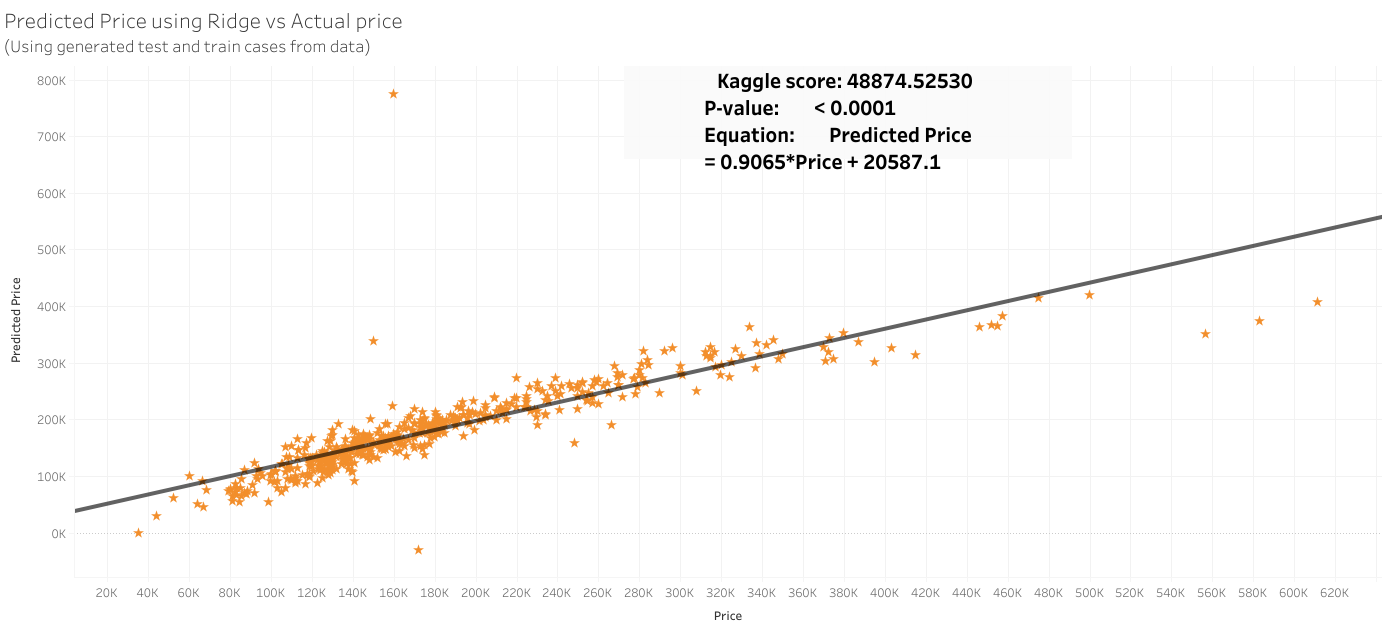 Predicted Price using Ridge vs Actual price
(Using generated test and train cases from data)
Kaggle score: 48874.52530
P-value: < 0.0001
Equation: Predicted Price
= 0.9065*Price + 20587.1
800K
700K
600K
500K
400K
300K
200K
100K
0K
Predicted Price
20K 40K 60K 80K 100K 120K 140K 160K 180K 200K 220K 240K 260K 280K 300K 320K 340K 360K 380K 400K 420K 440K 460K 480K 500K 520K 540K 560K 580K 600K 620K
Price